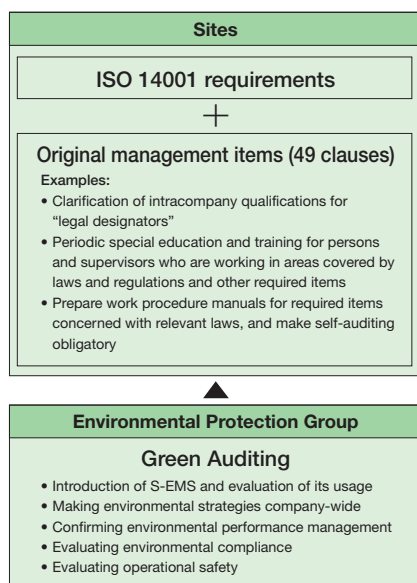 Sites
ISO 14001 requirements
+
Original management items (49 clauses)
Examples:
• Clarification of intracompany qualifications for
“legal designators”
• Periodic special education and training for persons
and supervisors who are working in areas covered by
laws and regulations and other required items
• Prepare work procedure manuals for required items
concerned with relevant laws, and make self-auditing
obligatory
Environmental Protection Group
Green Auditing
• Introduction of S-EMS and evaluation of its usage
• Making environmental strategies company-wide
• Confirming environmental performance management
• Evaluating environmental compliance
• Evaluating operational safety